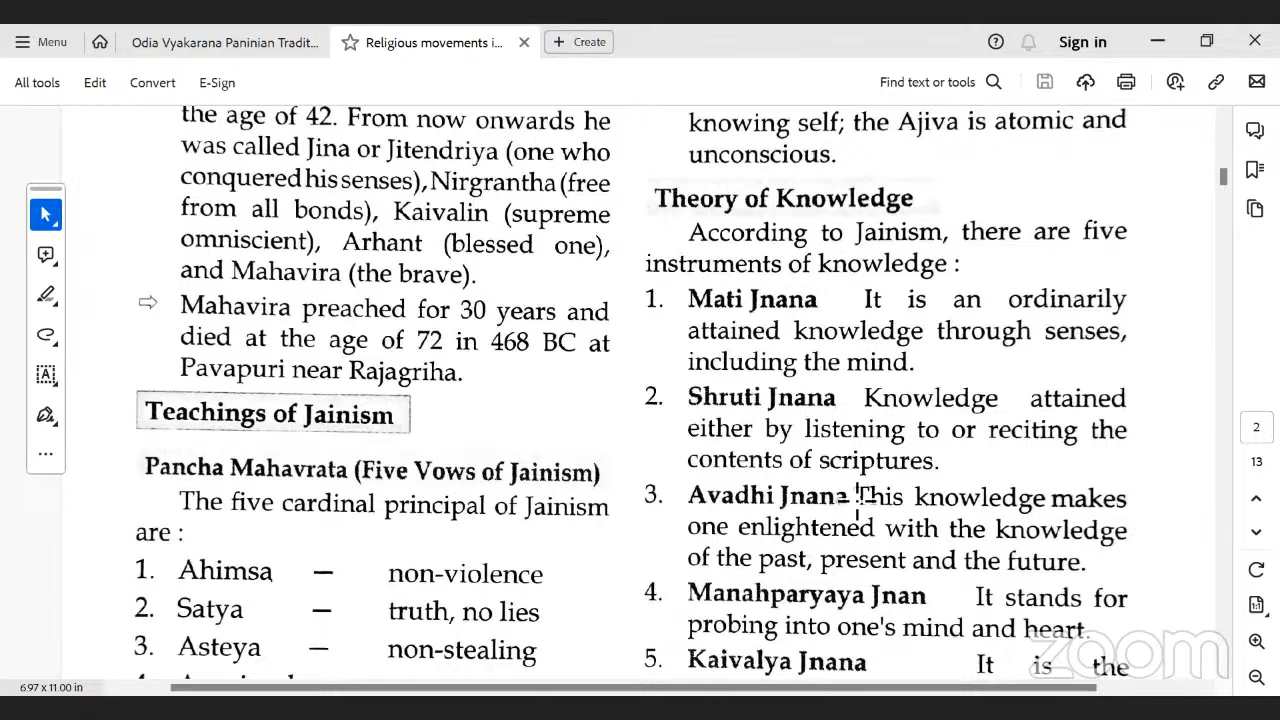 Menu
Odia Vyakarana Paninian Tradit...
Religious movements i...
Create
Sign in
All tools
Edit
Convert
E-Sign
Find text or tools
the age of 42. From now onwards he
was called Jina or Jitendriya (one who
conquered his senses), Nirgrantha (free
from all bonds), Kaivalin (supreme
omniscient), Arhant (blessed one),
and Mahavira (the brave).
⇨ Mahavira preached for 30 years and
died at the age of 72 in 468 BC at
Pavapuri near Rajagriha.
Teachings of Jainism
Pancha Mahavrata (Five Vows of Jainism)
The five cardinal principal of Jainism
are :
1. Ahimsa – non-violence
2. Satya – truth, no lies
3. Asteya – non-stealing
knowing self; the Ajiva is atomic and
unconscious.
Theory of Knowledge
According to Jainism, there are five
instruments of knowledge :
1. Mati Jnana It is an ordinarily
attained knowledge through senses,
including the mind.
2. Shruti Jnana Knowledge attained
either by listening to or reciting the
contents of scriptures.
3. Avadhi Jnana This knowledge makes
one enlightened with the knowledge
of the past, present and the future.
4. Manahparyaya Jnan It stands for
probing into one's mind and heart.
5. Kaivalya Jnana It is the
2
13
6.97 x 11.00 in
zoom